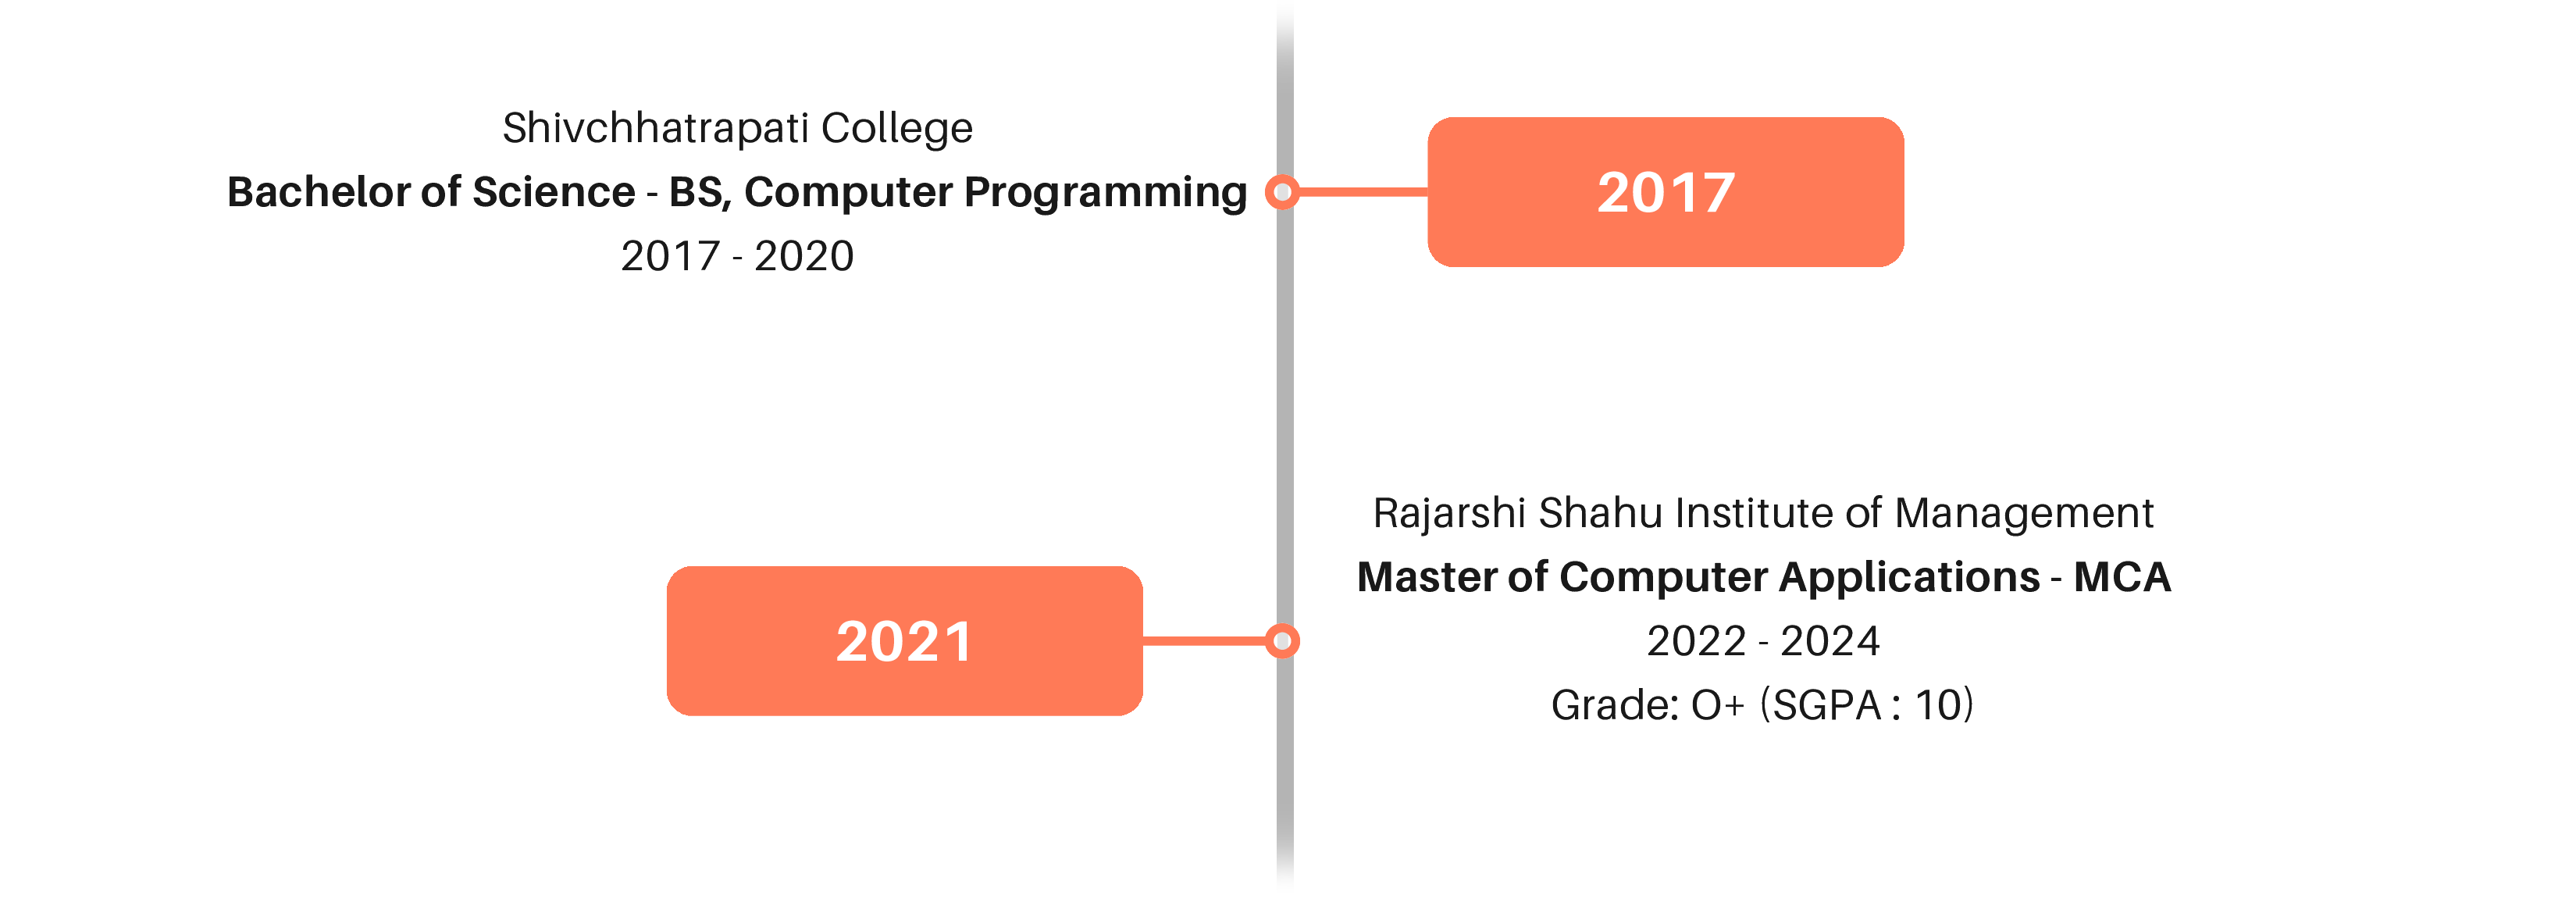 Shivchhatrapati College
Bachelor of Science - BS, Computer Programming
2017 - 2020
2017
2021
Rajarshi Shahu Institute of Management
Master of Computer Applications - MCA
2022 - 2024
Grade: O+ (SGPA : 10)